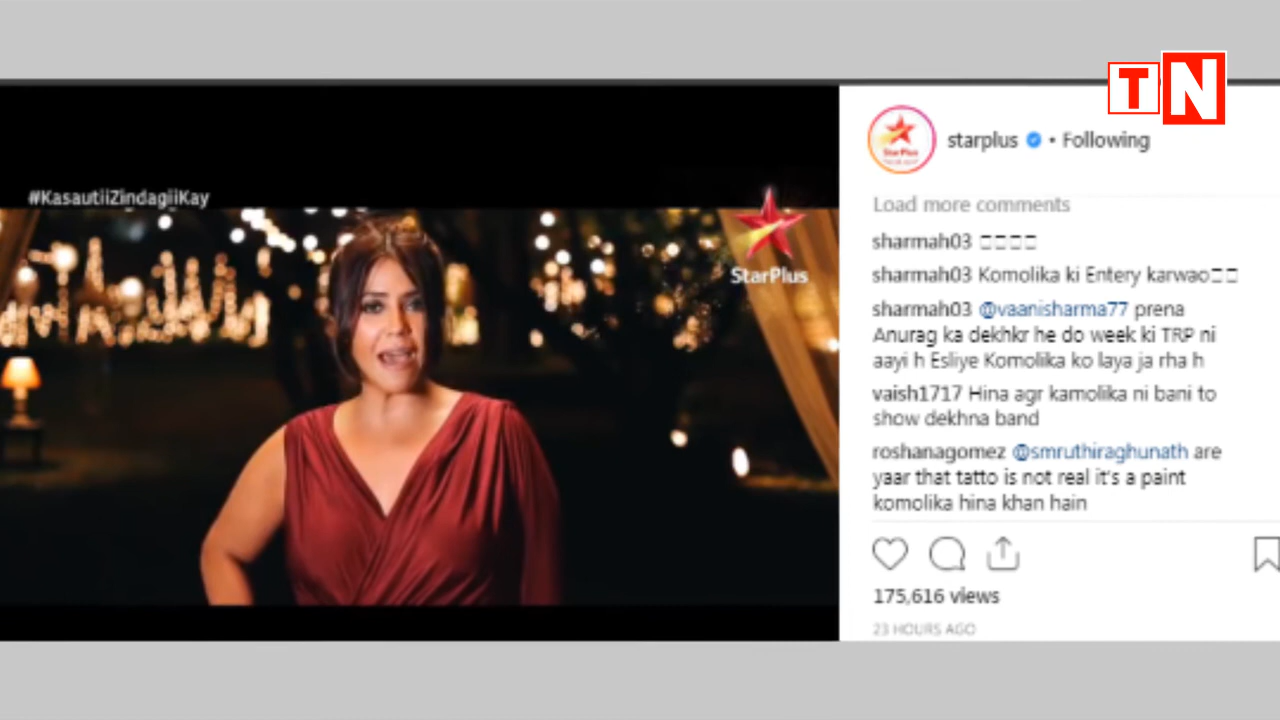 TN
starplus • Following
#KasautiiZindagiiKay
StarPlus
StarPlus
Load more comments
sharmah03 □□□□
sharmah03 Komolika ki Entery karwao□□
sharmah03 @vaanisharma77 prena
Anurag ka dekhkr he do week ki TRP ni
aayi h Esliye Komolika ko laya ja rha h
vaish1717 Hina agr kamolika ni bani to
show dekhna band
roshanagomez @smruthiraghunath are
yaar that tatto is not real it's a paint
komolika hina khan hain
175,616 views
23 HOURS AGO